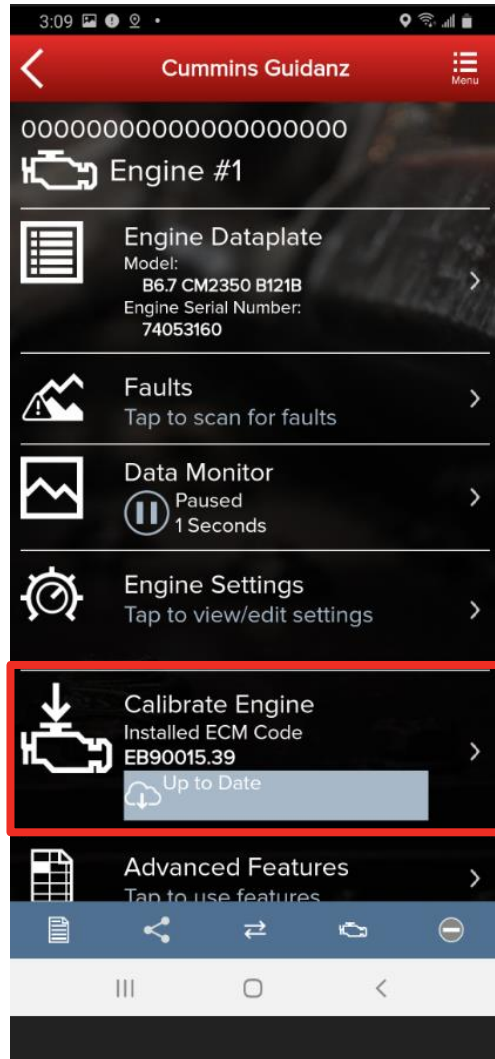 3:09
Cummins Guidanz
Menu
00000000000000000000
Engine #1
Engine Dataplate
Model:
B6.7 CM2350 B121B
Engine Serial Number:
74053160
Faults
Tap to scan for faults
Data Monitor
Paused
1 Seconds
Engine Settings
Tap to view/edit settings
Calibrate Engine
Installed ECM Code
EB90015.39
Up to Date
Advanced Features
Tap to use features